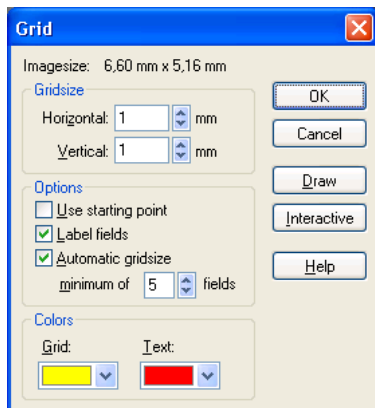 Grid
Imagesize: 6,60 mm x 5,16 mm
Gridsize
Horizontal: 1 mm
Vertical: 1 mm
OK
Cancel
Options
Use starting point
Label fields
Automatic gridsize
minimum of 5 fields
Draw
Interactive
Help
Colors
Grid: Text: